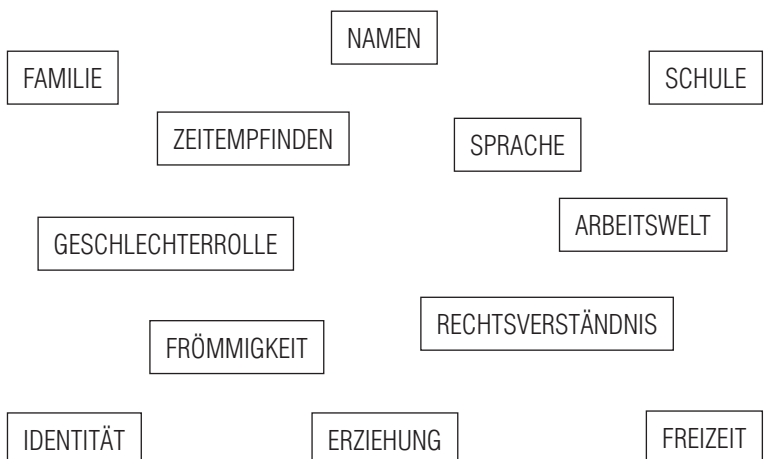 NAMEN
FAMILIE
SCHULE
ZEITEMPFINDEN
SPRACHE
ARBEITSWELT
GESCHLECHTERROLLE
RECHTSVERSTÄNDNIS
FRÖMMIGKEIT
IDENTITÄT
ERZIEHUNG
FREIZEIT